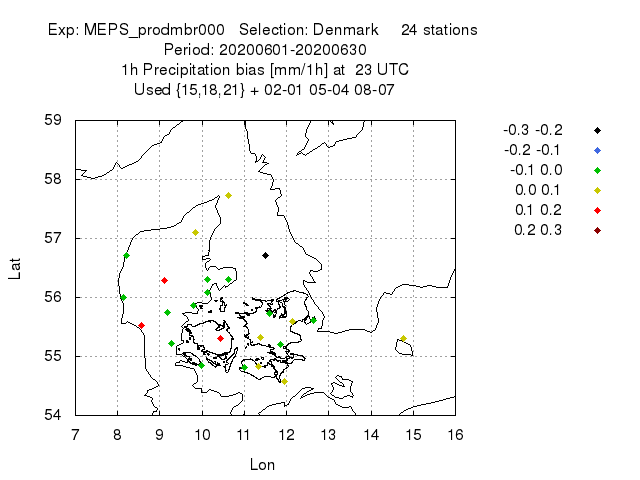 Exp: MEPS_prodmbr000   Selection: Denmark     24 stations
Period: 20200601-20200630
1h Precipitation bias [mm/1h] at  23 UTC
Used {15,18,21} + 02-01 05-04 08-07
-0.3 -0.2
-0.2 -0.1
-0.1 0.0
0.0 0.1
0.1 0.2
0.2 0.3
Lat
59
58
57
56
55
54
7 8 9 10 11 12 13 14 15 16
Lon